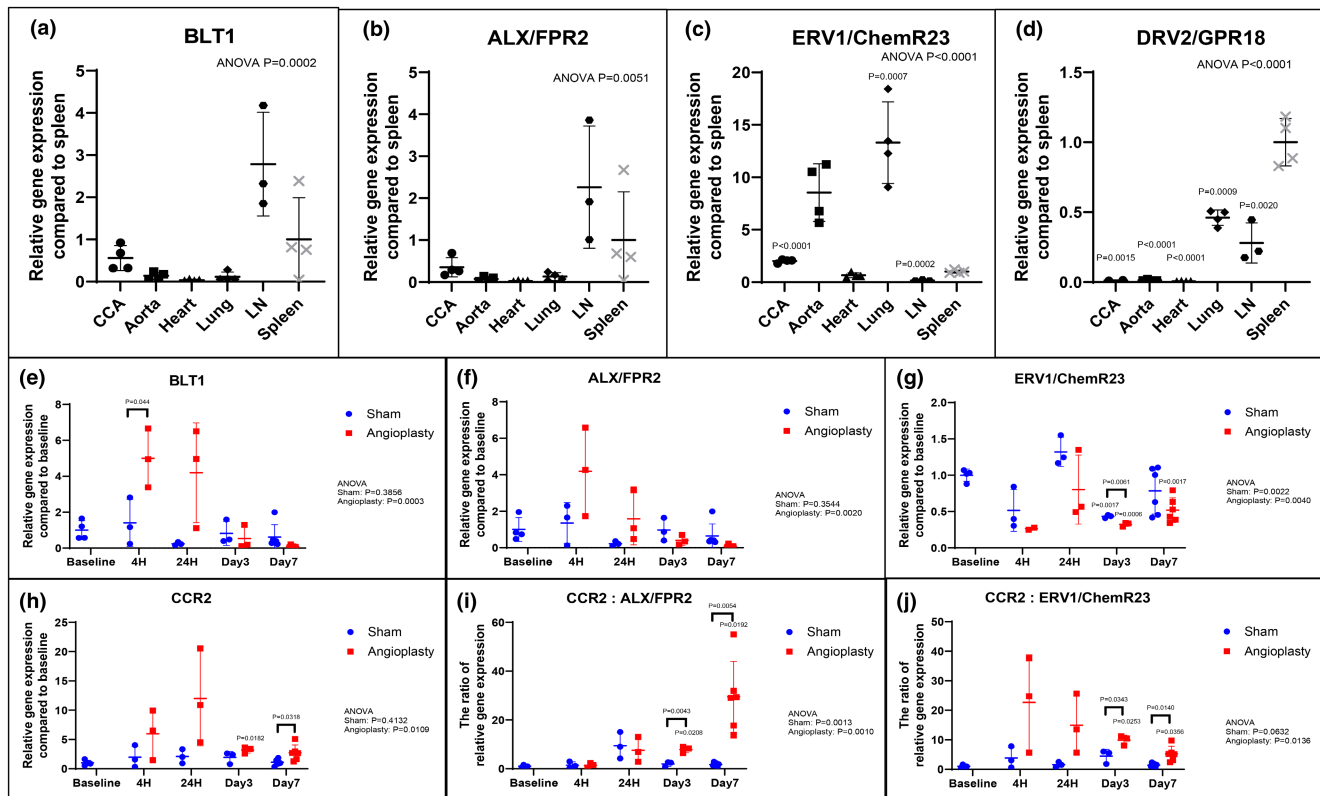 (a)
BLT1
ANOVA P=0.0002
Relative gene expression
compared to spleen
5
4
3
2
1
0
CCA
Aorta
Heart
Lung
LN
Spleen
(b)
ALX/FPR2
ANOVA P=0.0051
Relative gene expression
compared to spleen
5
4
3
2
1
0
CCA
Aorta
Heart
Lung
LN
Spleen
(c)
ERV1/ChemR23
ANOVA P<0.0001
P=0.0007
Relative gene expression
compared to spleen
20
15
10
5
0
P<0.0001
P=0.0002
CCA
Aorta
Heart
Lung
LN
Spleen
(d)
DRV2/GPR18
ANOVA P<0.0001
Relative gene expression
compared to spleen
1.5
1.0
0.5
0.0
P=0.0009
P=0.0020
P<0.0001
P=0.0015
P<0.0001
CCA
Aorta
Heart
Lung
LN
Spleen
(e)
BLT1
P=0.044
Relative gene expression
compared to baseline
8
6
4
2
0
Baseline
4H
24H
Day3
Day7
Sham
Angioplasty
ANOVA
Sham: P=0.3856
Angioplasty: P=0.0003
(f)
ALX/FPR2
Relative gene expression
compared to baseline
8
6
4
2
0
Baseline
4H
24H
Day3
Day7
Sham
Angioplasty
ANOVA
Sham: P=0.3544
Angioplasty: P=0.0020
(g)
ERV1/ChemR23
Relative gene expression
compared to baseline
2.0
1.5
1.0
0.5
0.0
P=0.0061
P=0.0017
P=0.0017
P=0.0006
Baseline
4H
24H
Day3
Day7
Sham
Angioplasty
ANOVA
Sham: P=0.0022
Angioplasty: P=0.0040
(h)
CCR2
Relative gene expression
compared to baseline
25
20
15
10
5
0
P=0.0318
P=0.0182
Baseline
4H
24H
Day3
Day7
Sham
Angioplasty
ANOVA
Sham: P=0.4132
Angioplasty: P=0.0109
(i)
CCR2 : ALX/FPR2
The ratio of
relative gene expression
80
60
40
20
0
P=0.0054
P=0.0192
P=0.0043
P=0.0208
Baseline
4H
24H
Day3
Day7
Sham
Angioplasty
ANOVA
Sham: P=0.0013
Angioplasty: P=0.0010
(j)
CCR2 : ERV1/ChemR23
The ratio of
relative gene expression
50
40
30
20
10
0
P=0.0343
P=0.0140
P=0.0253
P=0.0356
Baseline
4H
24H
Day3
Day7
Sham
Angioplasty
ANOVA
Sham: P=0.0632
Angioplasty: P=0.0136